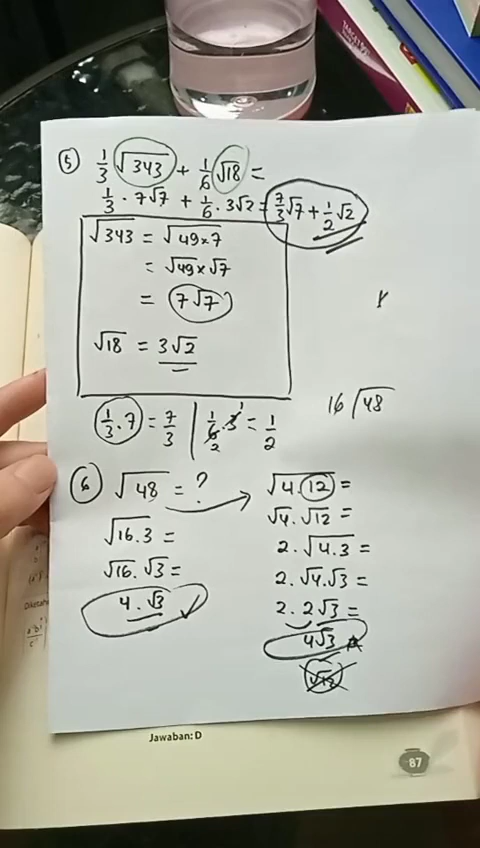 5) 1/3 √343 + 1/6 √18 =
1/3 · 7√7 + 1/6 · 3√2 = 7/3 √7 + 1/2 √2
√343 = √49×7
= √49 × √7
= 7√7
√18 = 3√2
1/3 · 7 = 7/3 | 1/6 · 3 = 1/2
2
1
16 √48
6) √48 = ?
√16.3 =
√16 . √3 =
4 . √3
√4.12 =
√4 . √12 =
2 . √4.3 =
2 . √4 . √3 =
2 . 2√3 =
4√3
√12
Jawaban: D
87